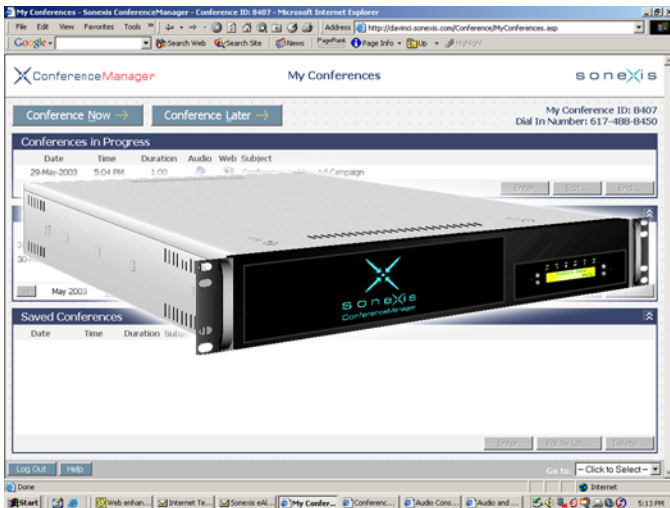 My Conferences - Sonexis ConferenceManager - Conference ID: 8407 - Microsoft Internet Explorer
File Edit View Favorites Tools » Address http://davinci.sonexis.com/Conference/MyConferences.asp
Google Search Web Search Site News PageRank Page Info Up Highlight
ConferenceManager My Conferences sonexis
Conference Now Conference Later My Conference ID: 8407
Dial In Number: 617-488-8450
Conferences in Progress
Date Time Duration Audio Web Subject
29-May-2003 5:04 PM 1:00 Campaign
Enter... Edit... End...
30-
<< May 2003
sonexis
ConferenceManager
Saved Conferences
Date Time Duration Subje
Enter... Follow Up... Delete...
Log Out Help Go to: -- Click to Select --
Done Internet
Start Web enhan... Internet Te... Sonexis eAl... My Confer... Conferenc... Audio Cons... Audio and ... 5:13 PM